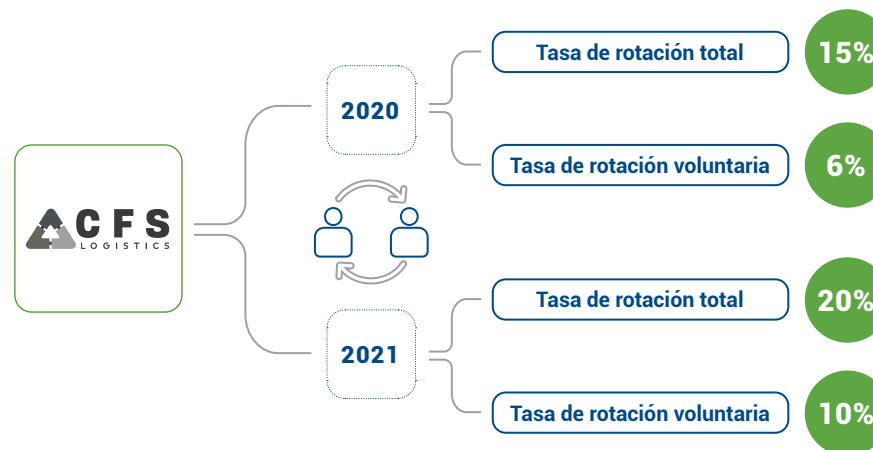 2020
Tasa de rotación total
15%
Tasa de rotación voluntaria
6%
CFS
LOGISTICS
2021
Tasa de rotación total
20%
Tasa de rotación voluntaria
10%